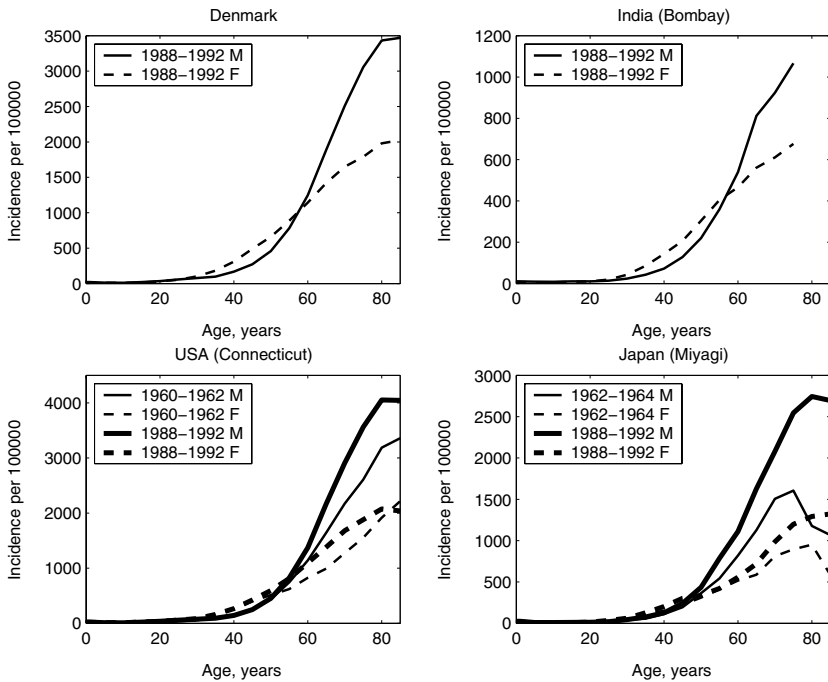 Denmark
3500
3000
2500
2000
1500
1000
500
0
0 20 40 60 80
Incidence per 100000
Age, years
1988−1992 M
1988−1992 F
India (Bombay)
1200
1000
800
600
400
200
0
0 20 40 60 80
Incidence per 100000
Age, years
1988−1992 M
1988−1992 F
USA (Connecticut)
4000
3000
2000
1000
0
0 20 40 60 80
Incidence per 100000
Age, years
1960−1962 M
1960−1962 F
1988−1992 M
1988−1992 F
Japan (Miyagi)
3000
2500
2000
1500
1000
500
0
0 20 40 60 80
Incidence per 100000
Age, years
1962−1964 M
1962−1964 F
1988−1992 M
1988−1992 F